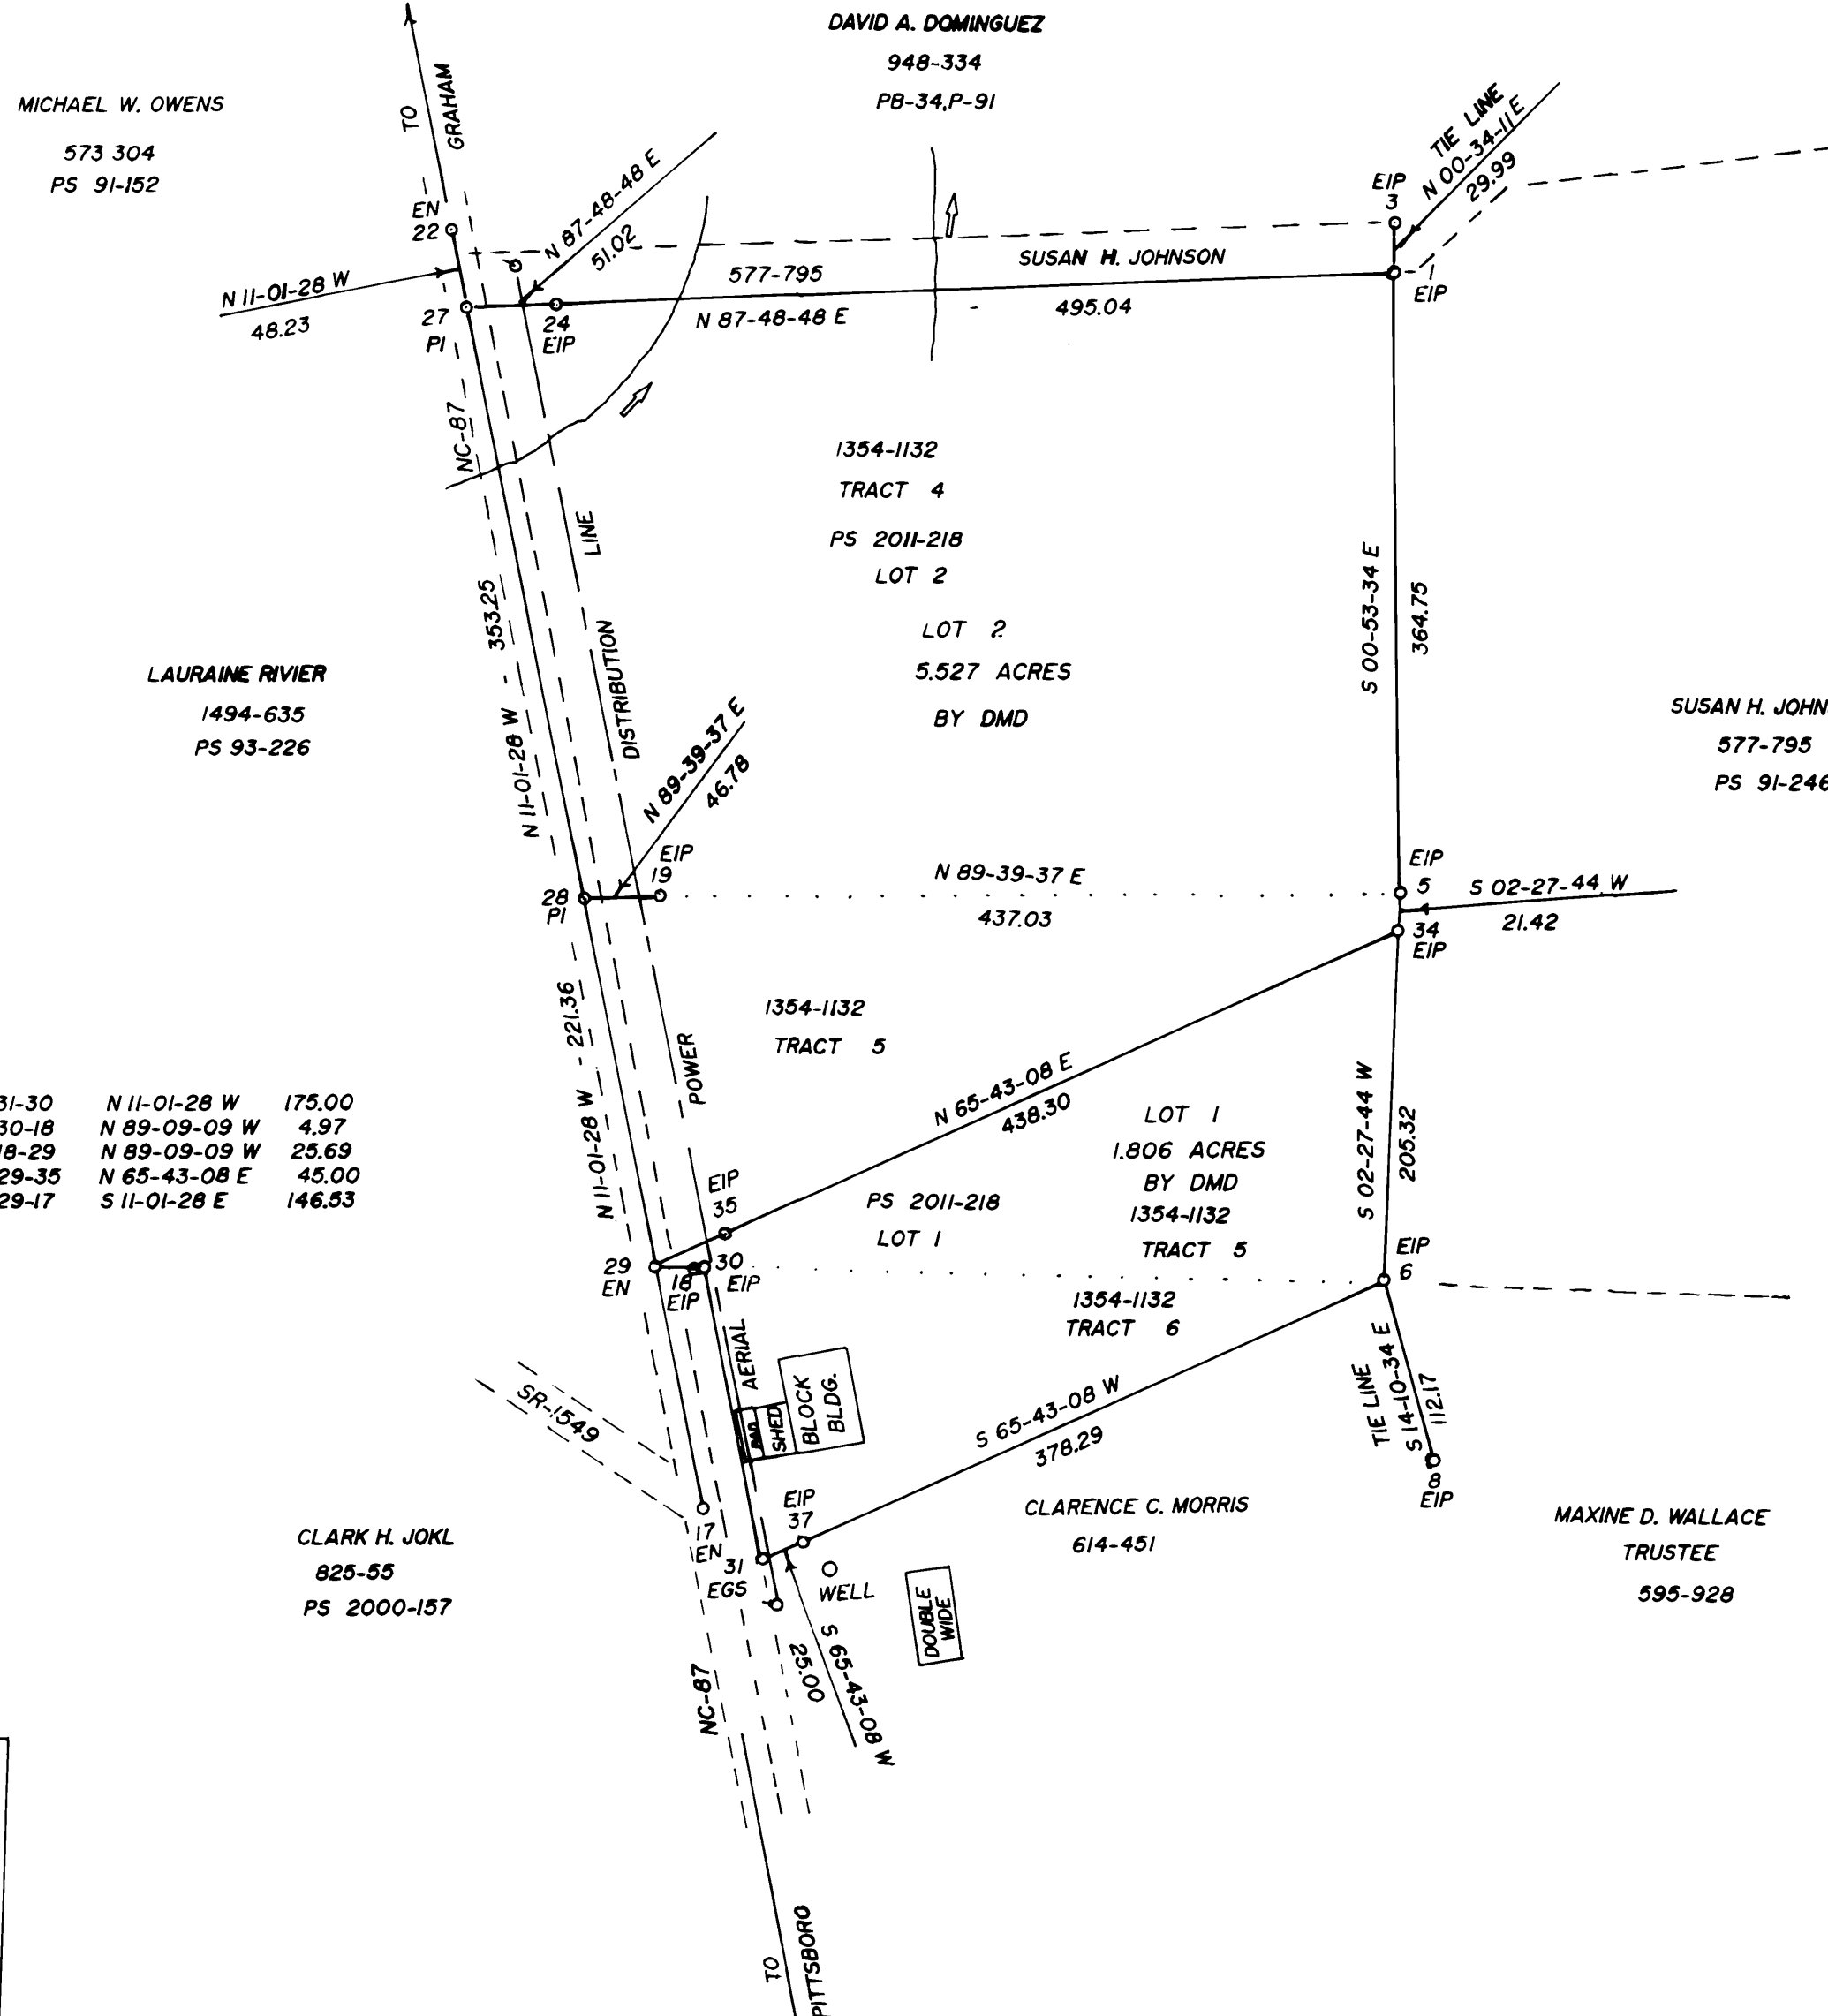 DAVID A. DOMINGUEZ
948-334
PB-34,P-91
MICHAEL W. OWENS
573 304
PS 91-152
TO
GRAHAM
EN
22
N 11-01-28 W
48.23
27
PI
N 87-48-48 E
51.02
24
EIP
577-795
SUSAN H. JOHNSON
N 87-48-48 E
495.04
EIP
3
TIE LINE
N 00-34-11 E
29.99
1
EIP
NC-87
1354-1132
TRACT 4
PS 2011-218
LOT 2
LOT 2
5.527 ACRES
BY DMD
LINE
DISTRIBUTION
POWER
AERIAL
N 11-01-28 W - 353.25
S 00-53-34 E
364.75
LAURAINE RIVIER
1494-635
PS 93-226
SUSAN H. JOHN
577-795
PS 91-246
N 89-39-37 E
46.78
EIP
19
28
PI
N 89-39-37 E
437.03
EIP
5
S 02-27-44 W
21.42
34
EIP
N 11-01-28 W - 221.36
1354-1132
TRACT 5
N 65-43-08 E
438.30
LOT 1
1.806 ACRES
BY DMD
1354-1132
TRACT 5
S 02-27-44 W
205.32
31-30 N 11-01-28 W 175.00
30-18 N 89-09-09 W 4.97
18-29 N 89-09-09 W 25.69
29-35 N 65-43-08 E 45.00
29-17 S 11-01-28 E 146.53
EIP
35
PS 2011-218
LOT 1
29
EN
18
EIP
30
EIP
EIP
6
1354-1132
TRACT 6
SR-1549
SHED
BLOCK
BLDG.
S 65-43-08 W
378.29
TIE LINE
S 14-10-34 E
112.17
8
EIP
17
EN
31
EGS
EIP
37
WELL
DOUBLE
WIDE
S 65-43-08 W
25.00
CLARENCE C. MORRIS
614-451
MAXINE D. WALLACE
TRUSTEE
595-928
CLARK H. JOKL
825-55
PS 2000-157
NC-87
TO
PITTSBORO